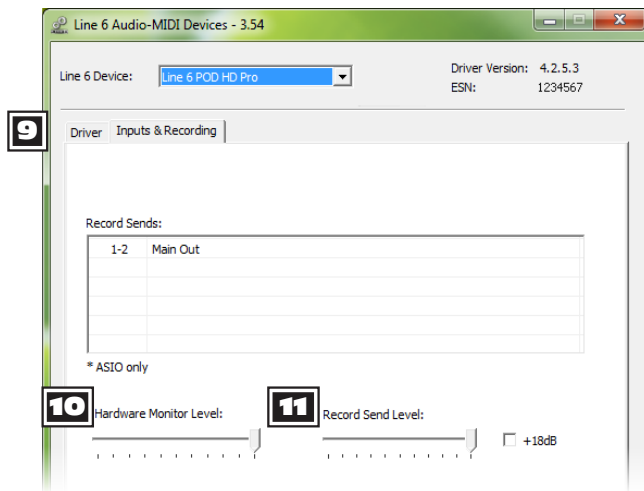 Line 6 Audio-MIDI Devices - 3.54
Line 6 Device: Line 6 POD HD Pro
Driver Version: 4.2.5.3
ESN: 1234567
9
Driver Inputs & Recording
Record Sends:
1-2 Main Out
* ASIO only
10 Hardware Monitor Level: 11 Record Send Level:
+18dB